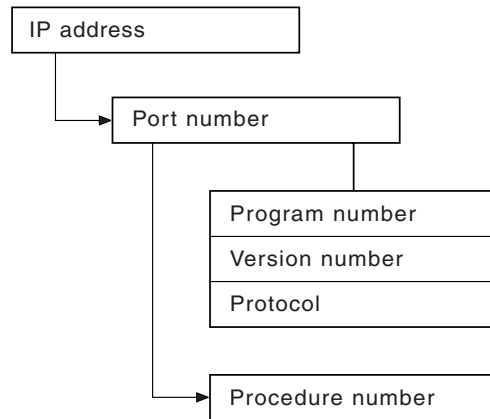 IP address
Port number
Program number
Version number
Protocol
Procedure number